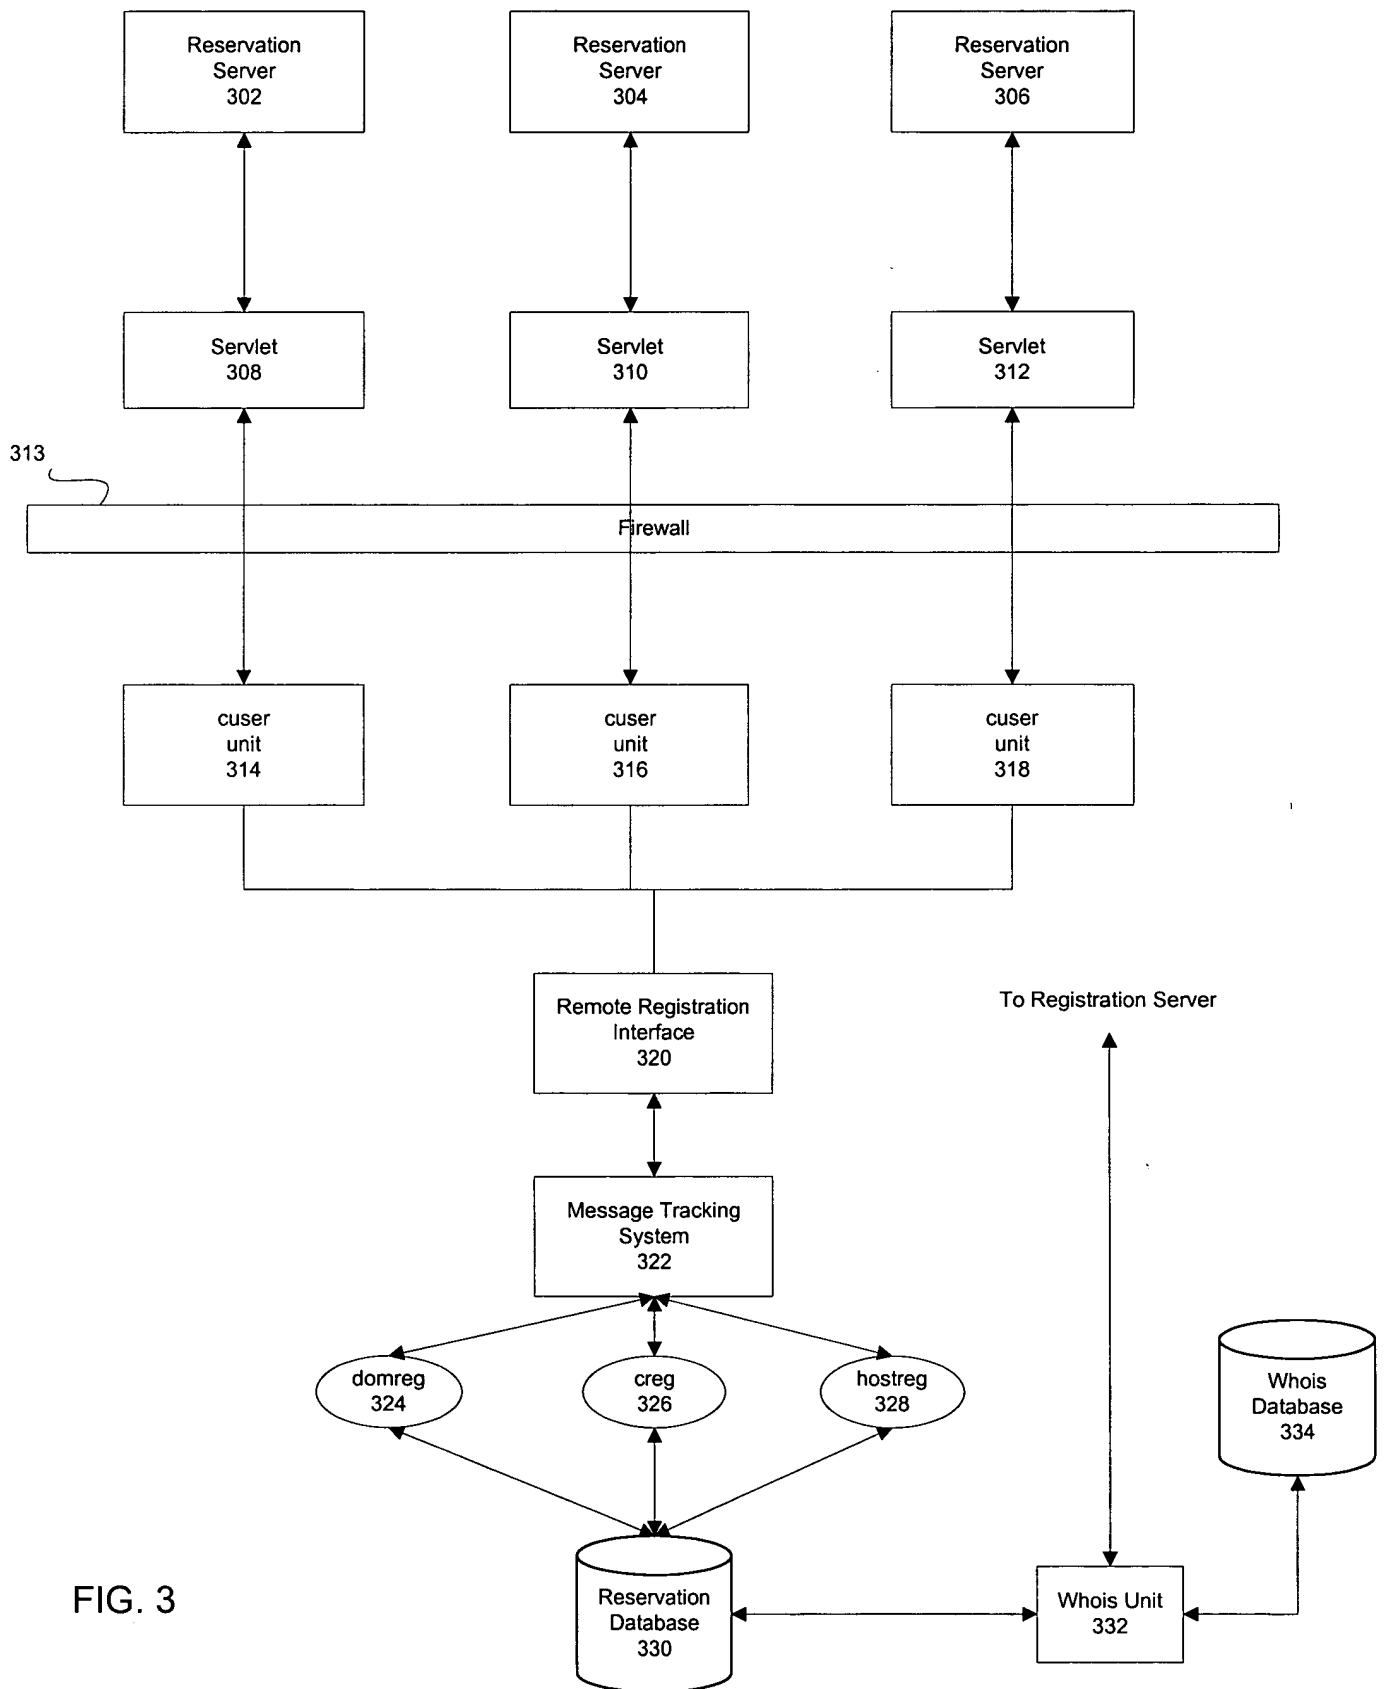 Reservation
Server
302
Reservation
Server
304
Reservation
Server
306
Servlet
308
Servlet
310
Servlet
312
313
Firewall
cuser
unit
314
cuser
unit
316
cuser
unit
318
Remote Registration
Interface
320
To Registration Server
Message Tracking
System
322
domreg
324
creg
326
hostreg
328
Whois
Database
334
Reservation
Database
330
Whois Unit
332
FIG. 3